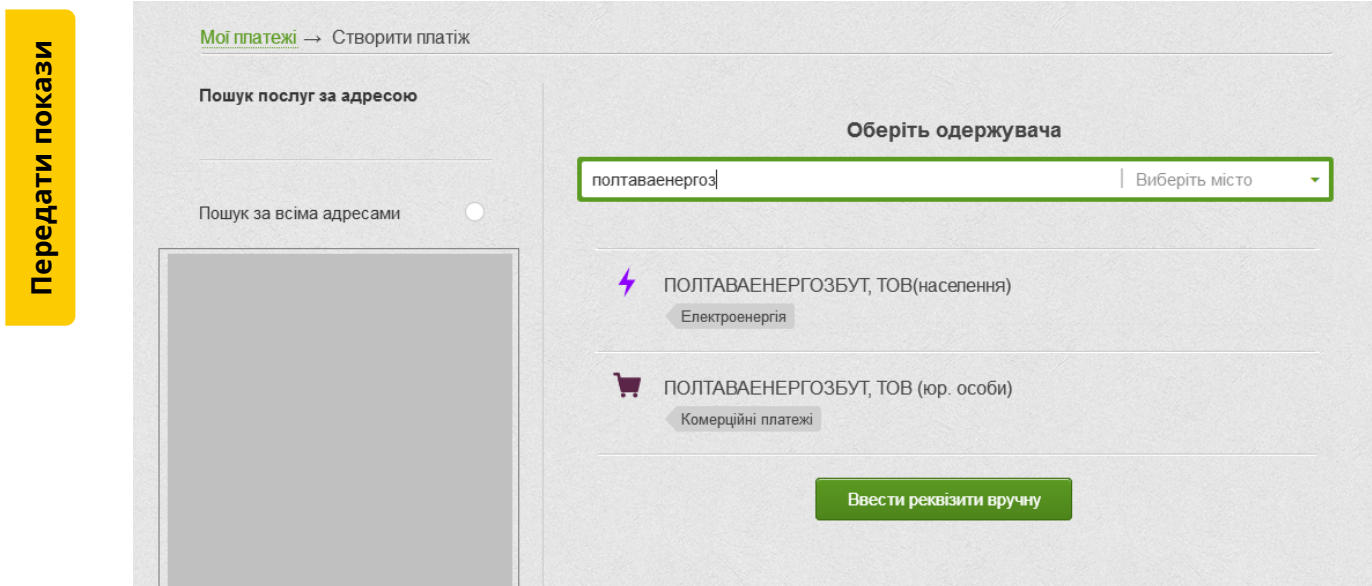 Передати покази
Мої платежі → Створити платіж
Пошук послуг за адресою
Пошук за всіма адресами
Оберіть одержувача
полтаваенергоз
Виберіть місто
ПОЛТАВАЕНЕРГОЗБУТ, ТОВ(населення)
Електроенергія
ПОЛТАВАЕНЕРГОЗБУТ, ТОВ (юр. особи)
Комерційні платежі
Ввести реквізити вручну